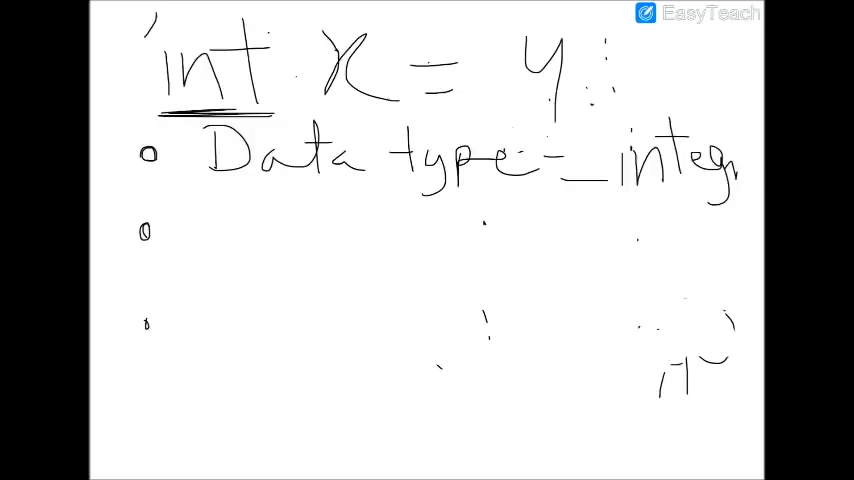 EasyTeach
int x = y;
Data type = integ